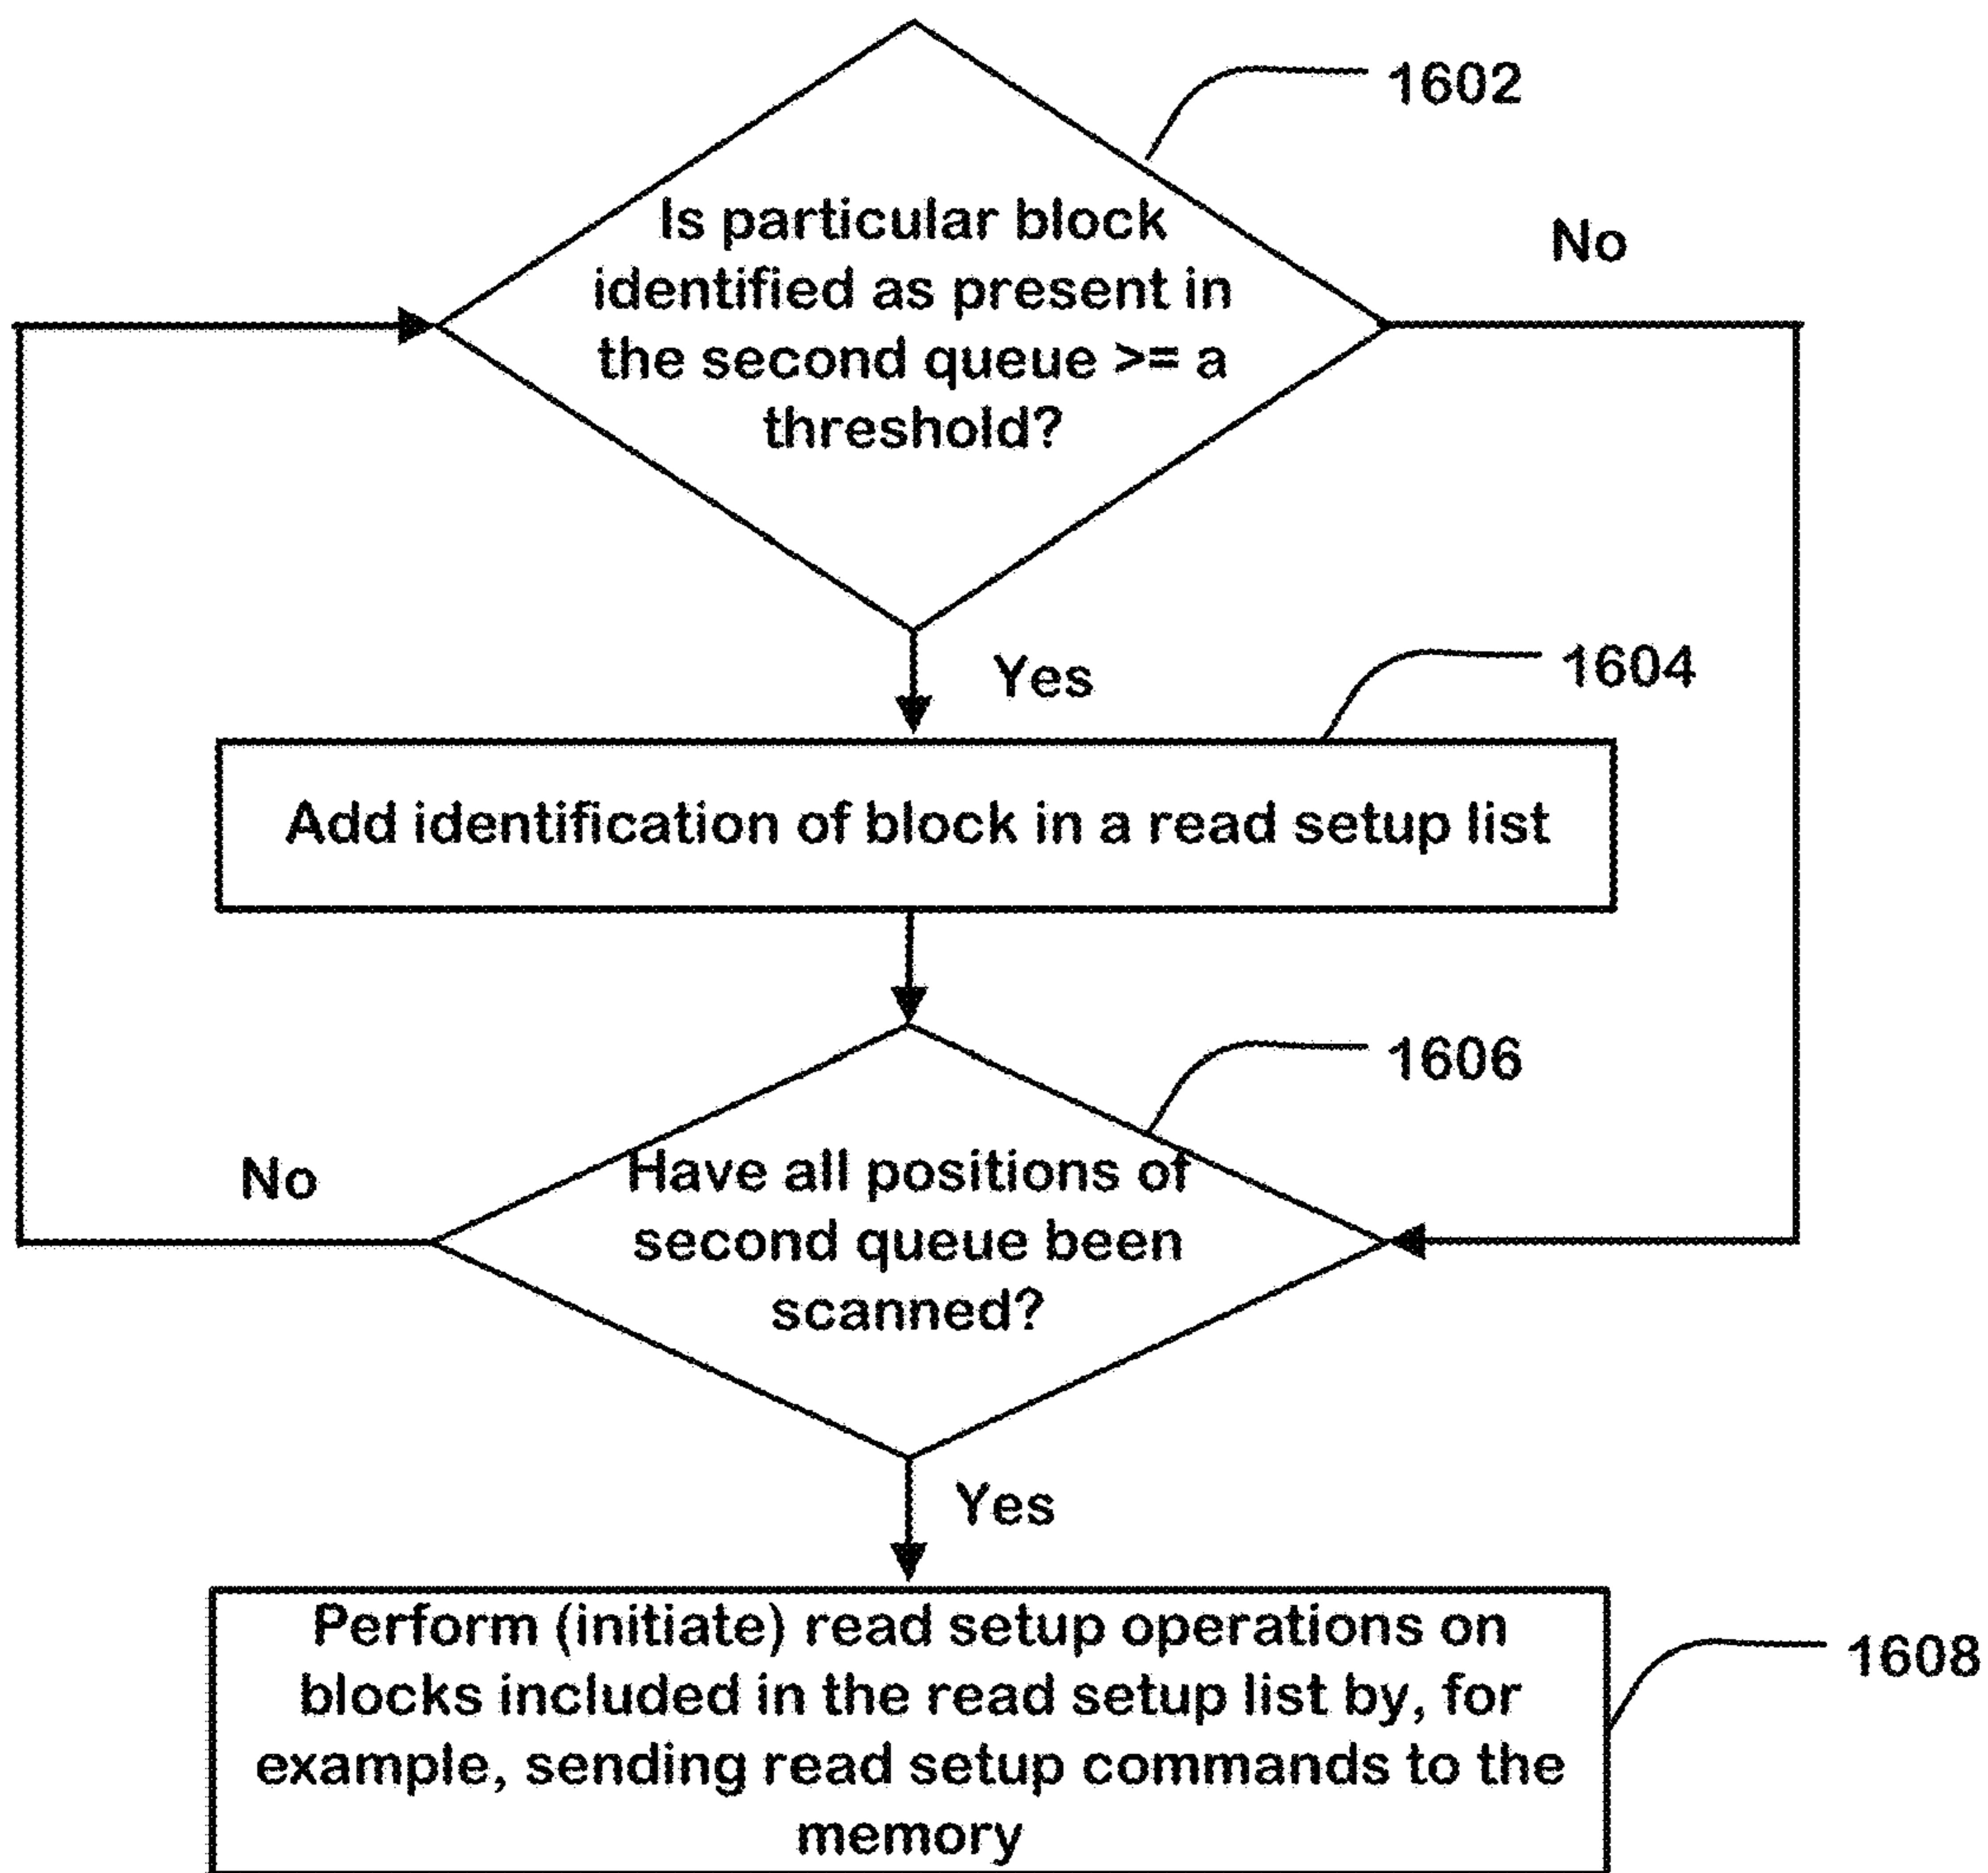 1602
Is particular block
identified as present in
the second queue >= a
threshold?
No
Yes
1604
Add identification of block in a read setup list
1606
No
Have all positions of
second queue been
scanned?
Yes
Perform (initiate) read setup operations on
blocks included in the read setup list by, for
example, sending read setup commands to the
memory
1608